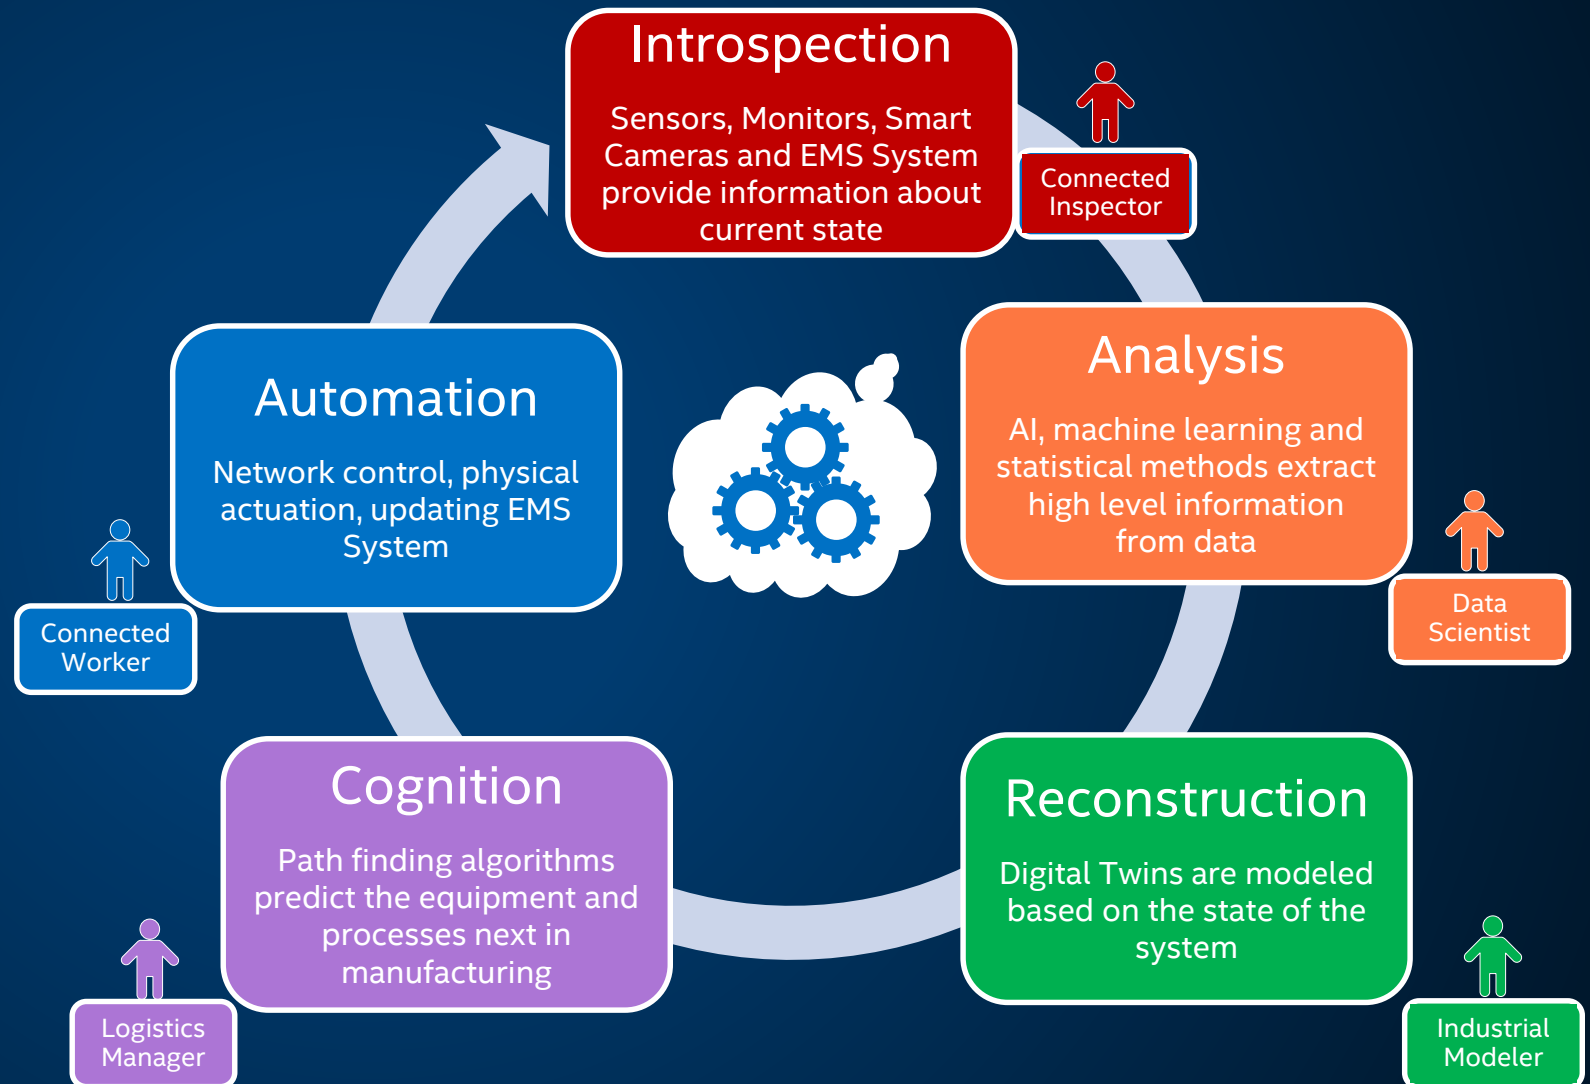 Introspection
Sensors, Monitors, Smart
Cameras and EMS System
provide information about
current state
Connected
Inspector
Analysis
AI, machine learning and
statistical methods extract
high level information
from data
Data
Scientist
Reconstruction
Digital Twins are modeled
based on the state of the
system
Industrial
Modeler
Cognition
Path finding algorithms
predict the equipment and
processes next in
manufacturing
Logistics
Manager
Automation
Network control, physical
actuation, updating EMS
System
Connected
Worker